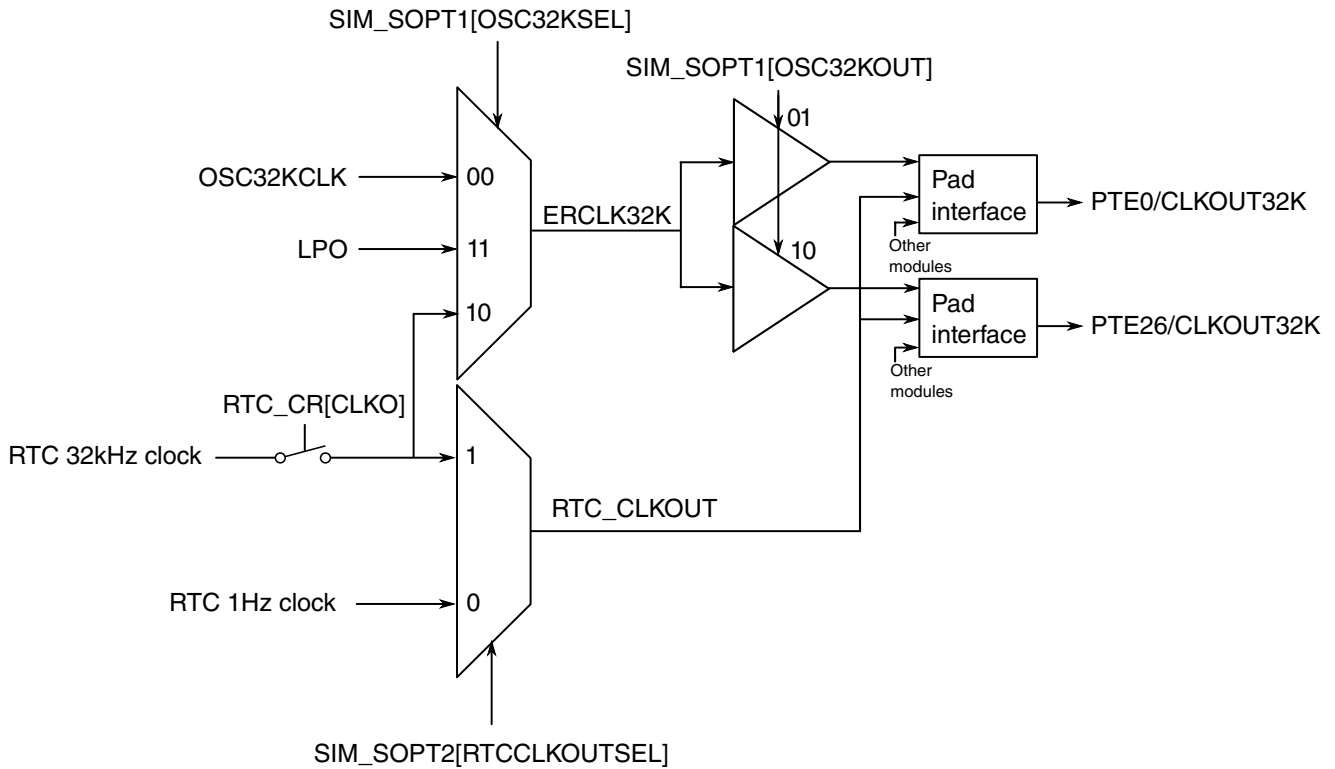 SIM_SOPT1[OSC32KSEL]
SIM_SOPT1[OSC32KOUT]
01
OSC32KCLK
00
Pad
interface
PTE0/CLKOUT32K
ERCLK32K
LPO
11
10
Other
modules
10
Pad
interface
PTE26/CLKOUT32K
Other
modules
RTC_CR[CLKO]
RTC 32kHz clock
1
RTC_CLKOUT
RTC 1Hz clock
0
SIM_SOPT2[RTCCLKOUTSEL]